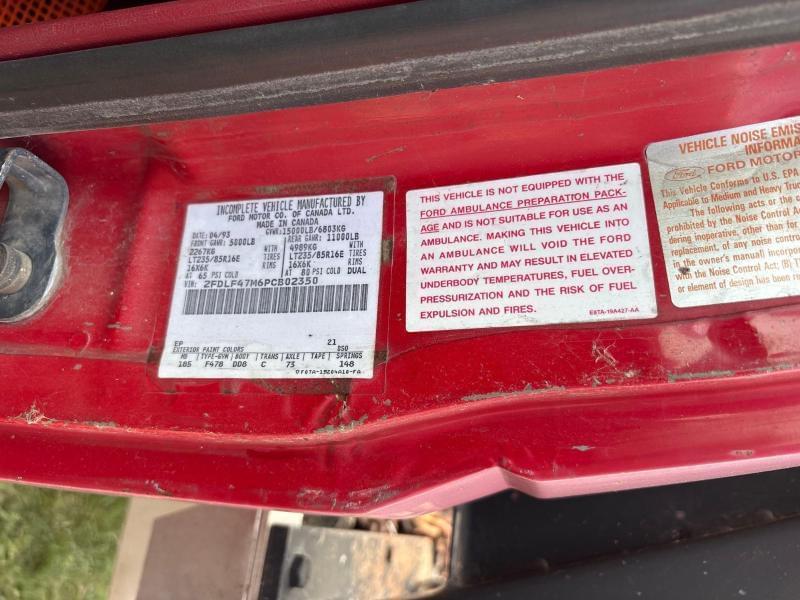 INCOMPLETE VEHICLE MANUFACTURED BY
FORD MOTOR CO. OF CANADA LTD.
MADE IN CANADA
DATE: 04/93 GVWR: 15000LB/6803KG
FRONT GAWR: 5000LB REAR GAWR: 11000LB
2267KG WITH 4989KG WITH
LT235/85R16E TIRES LT235/85R16E TIRES
16X6K RIMS 16X6K RIMS
AT 65 PSI COLD AT 80 PSI COLD DUAL
VIN: 2FDLF47M6PCB02350
EP 21
EXTERIOR PAINT COLORS DSO
WB TYPE-GVW BODY TRANS AXLE TAPE SPRINGS
185 F478 DD8 C 73 148
THIS VEHICLE IS NOT EQUIPPED WITH THE
FORD AMBULANCE PREPARATION PACK-
AGE AND IS NOT SUITABLE FOR USE AS AN
AMBULANCE. MAKING THIS VEHICLE INTO
AN AMBULANCE WILL VOID THE FORD
WARRANTY AND MAY RESULT IN ELEVATED
UNDERBODY TEMPERATURES, FUEL OVER-
PRESSURIZATION AND THE RISK OF FUEL
EXPULSION AND FIRES.
E8TA-19A427-AA
VEHICLE NOISE EMIS
INFORMA
Ford FORD MOTOR
This Vehicle Conforms to U.S. EPA
Applicable to Medium and Heavy Truck
The following acts or the
prohibited by the Noise Control Act
dering inoperative, other than for
replacement, of any noise control
in the owner's manual incorporate
with the Noise Control Act; (B) T
or element of design has been